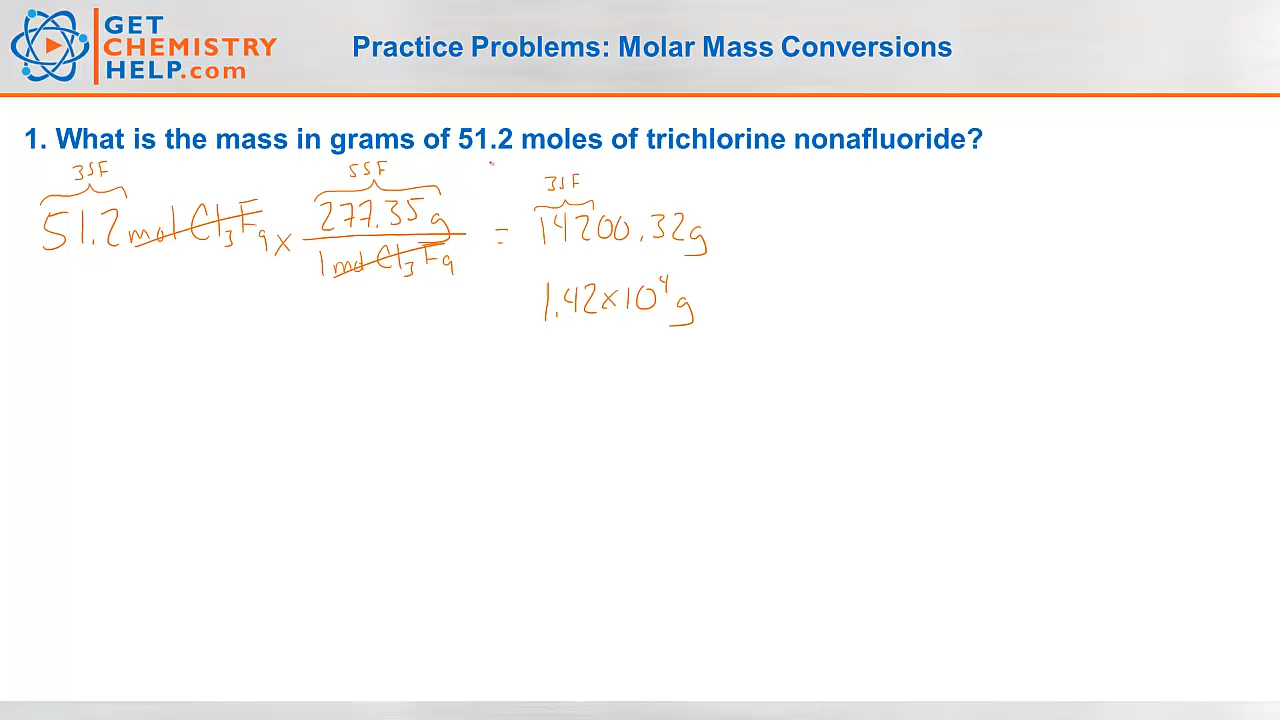 GET
CHEMISTRY
HELP.com
Practice Problems: Molar Mass Conversions
1. What is the mass in grams of 51.2 moles of trichlorine nonafluoride?
3SF
5SF
3SF
51.2 mol Cl₃F₉ × 277.35 g = 14200.32 g
1 mol Cl₃F₉
1.42×10⁴ g